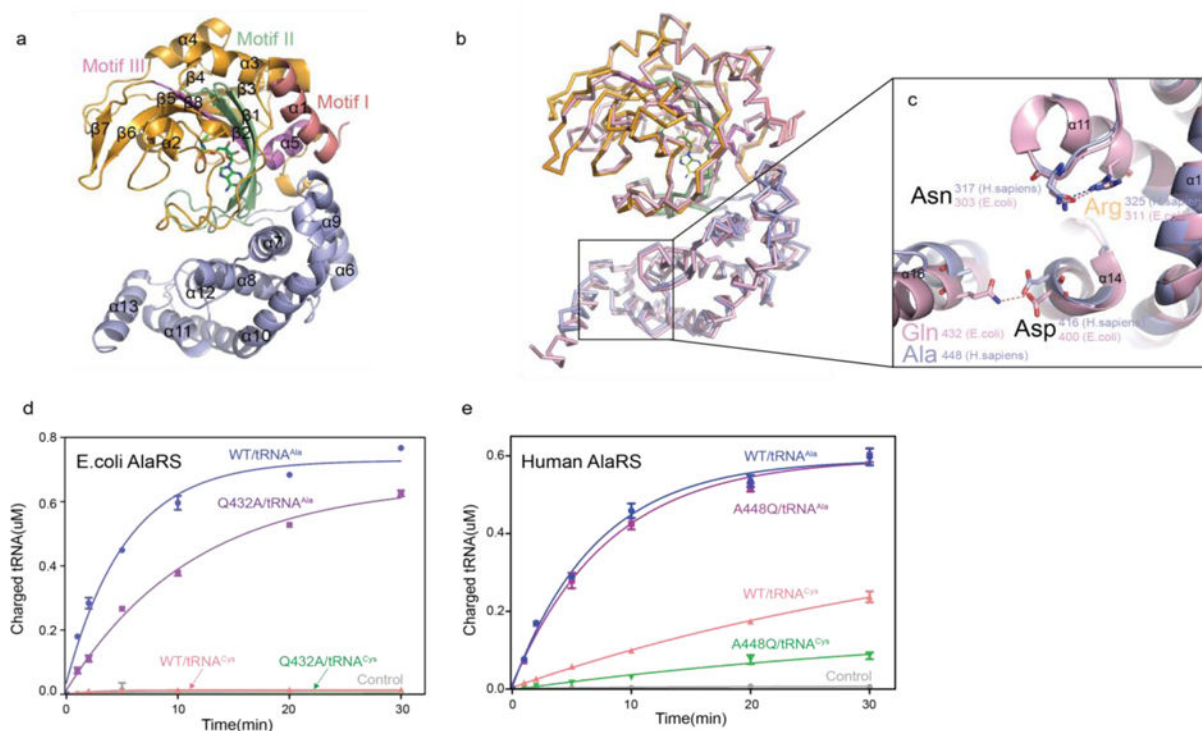 a
α4
Motif II
Motif III
α3
β4
β5
β8
β3
β1
α1
Motif I
β7
β6
α2
β2
α5
α9
α7
α8
α6
α12
α13
α11
α10
b
c
α11
Asn 317 (H.sapiens)
303 (E.coli)
Arg 325 (H.sapiens)
311 (E.coli)
α16
α14
Gln 432 (E.coli)
Ala 448 (H.sapiens)
Asp 416 (H.sapiens)
400 (E.coli)
d
E.coli AlaRS
WT/tRNAAla
Q432A/tRNAAla
WT/tRNACys
Q432A/tRNACys
Control
Charged tRNA(uM)
0.8
0.6
0.4
0.2
0.0
0 10 20 30
Time(min)
e
Human AlaRS
WT/tRNAAla
A448Q/tRNAAla
WT/tRNACys
A448Q/tRNACys
Control
Charged tRNA(uM)
0.6
0.4
0.2
0.0
0 10 20 30
Time(min)